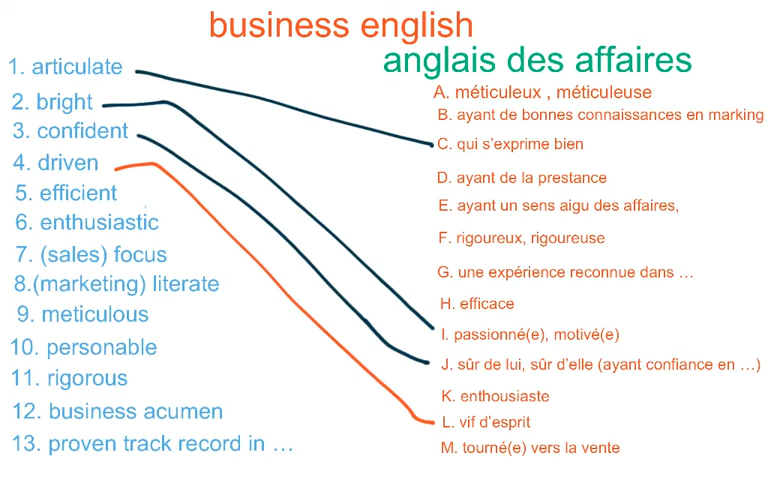 business english
anglais des affaires
1. articulate
2. bright
3. confident
4. driven
5. efficient
6. enthusiastic
7. (sales) focus
8.(marketing) literate
9. meticulous
10. personable
11. rigorous
12. business acumen
13. proven track record in …
A. méticuleux , méticuleuse
B. ayant de bonnes connaissances en marking
C. qui s’exprime bien
D. ayant de la prestance
E. ayant un sens aigu des affaires,
F. rigoureux, rigoureuse
G. une expérience reconnue dans …
H. efficace
I. passionné(e), motivé(e)
J. sûr de lui, sûr d’elle (ayant confiance en …)
K. enthousiaste
L. vif d’esprit
M. tourné(e) vers la vente